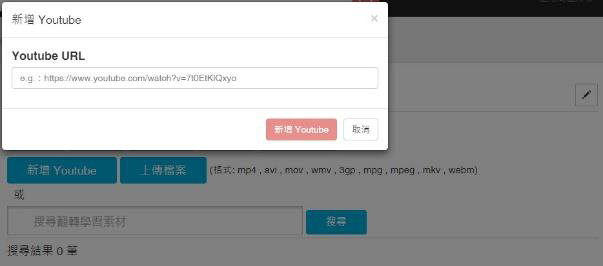 新增 Youtube ×
Youtube URL
e.g. : https://www.youtube.com/watch?v=7t0EtKlQxyo
新增 Youtube 取消
新增 Youtube 上傳檔案 (格式: mp4 , avi , mov , wmv , 3gp , mpg , mpeg , mkv , webm)
或
搜尋翻轉學習素材 搜尋
搜尋結果 0 筆